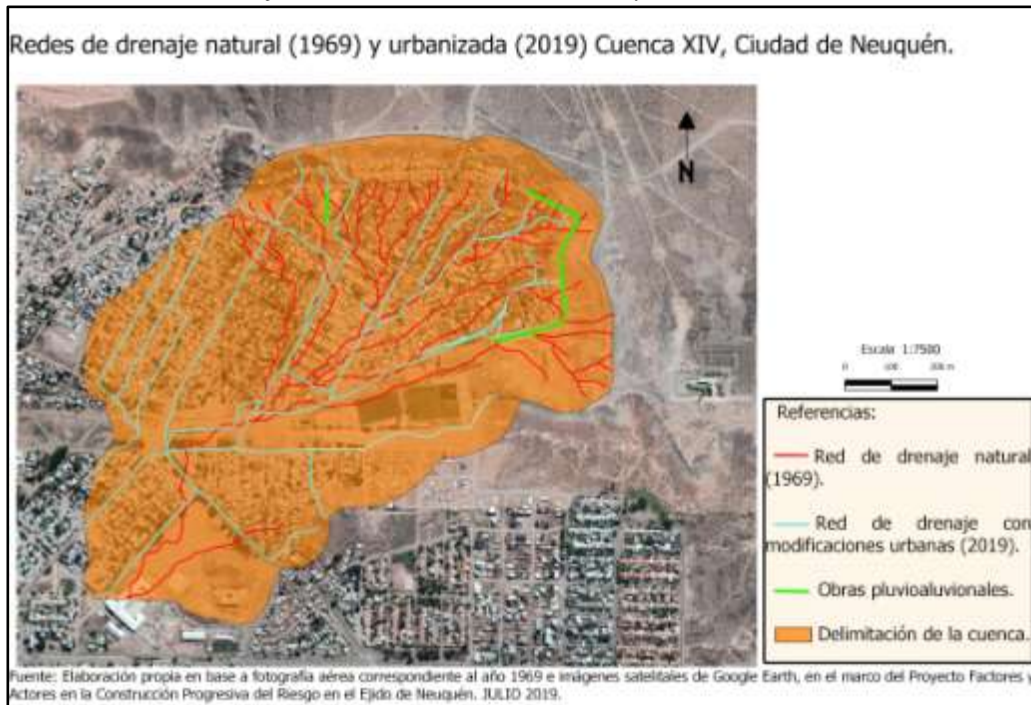 Redes de drenaje natural (1969) y urbanizada (2019) Cuenca XIV, Ciudad de Neuquén.
N
Escala 1:7500
0 100 200 m
Referencias:
Red de drenaje natural
(1969).
Red de drenaje con
modificaciones urbanas (2019).
Obras pluvioaluvionales.
Delimitación de la cuenca.
Fuente: Elaboración propia en base a fotografía aérea correspondiente al año 1969 e imágenes satelitales de Google Earth, en el marco del Proyecto Factores y
Actores en la Construcción Progresiva del Riesgo en el Ejido de Neuquén. JULIO 2019.